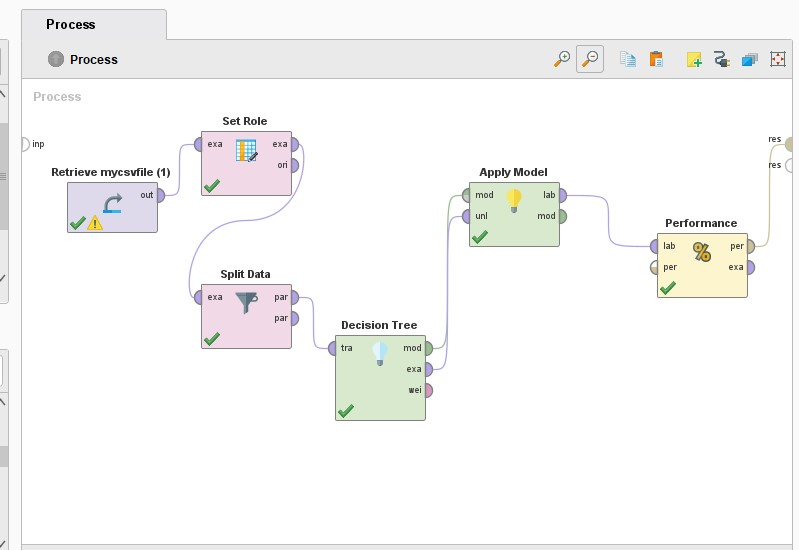 Process
Process
Process
inp
Set Role
exa
exa
ori
Retrieve mycsvfile (1)
out
Split Data
exa
par
par
Decision Tree
tra
mod
exa
wei
Apply Model
mod
lab
unl
mod
Performance
lab
per
per
exa
res
res